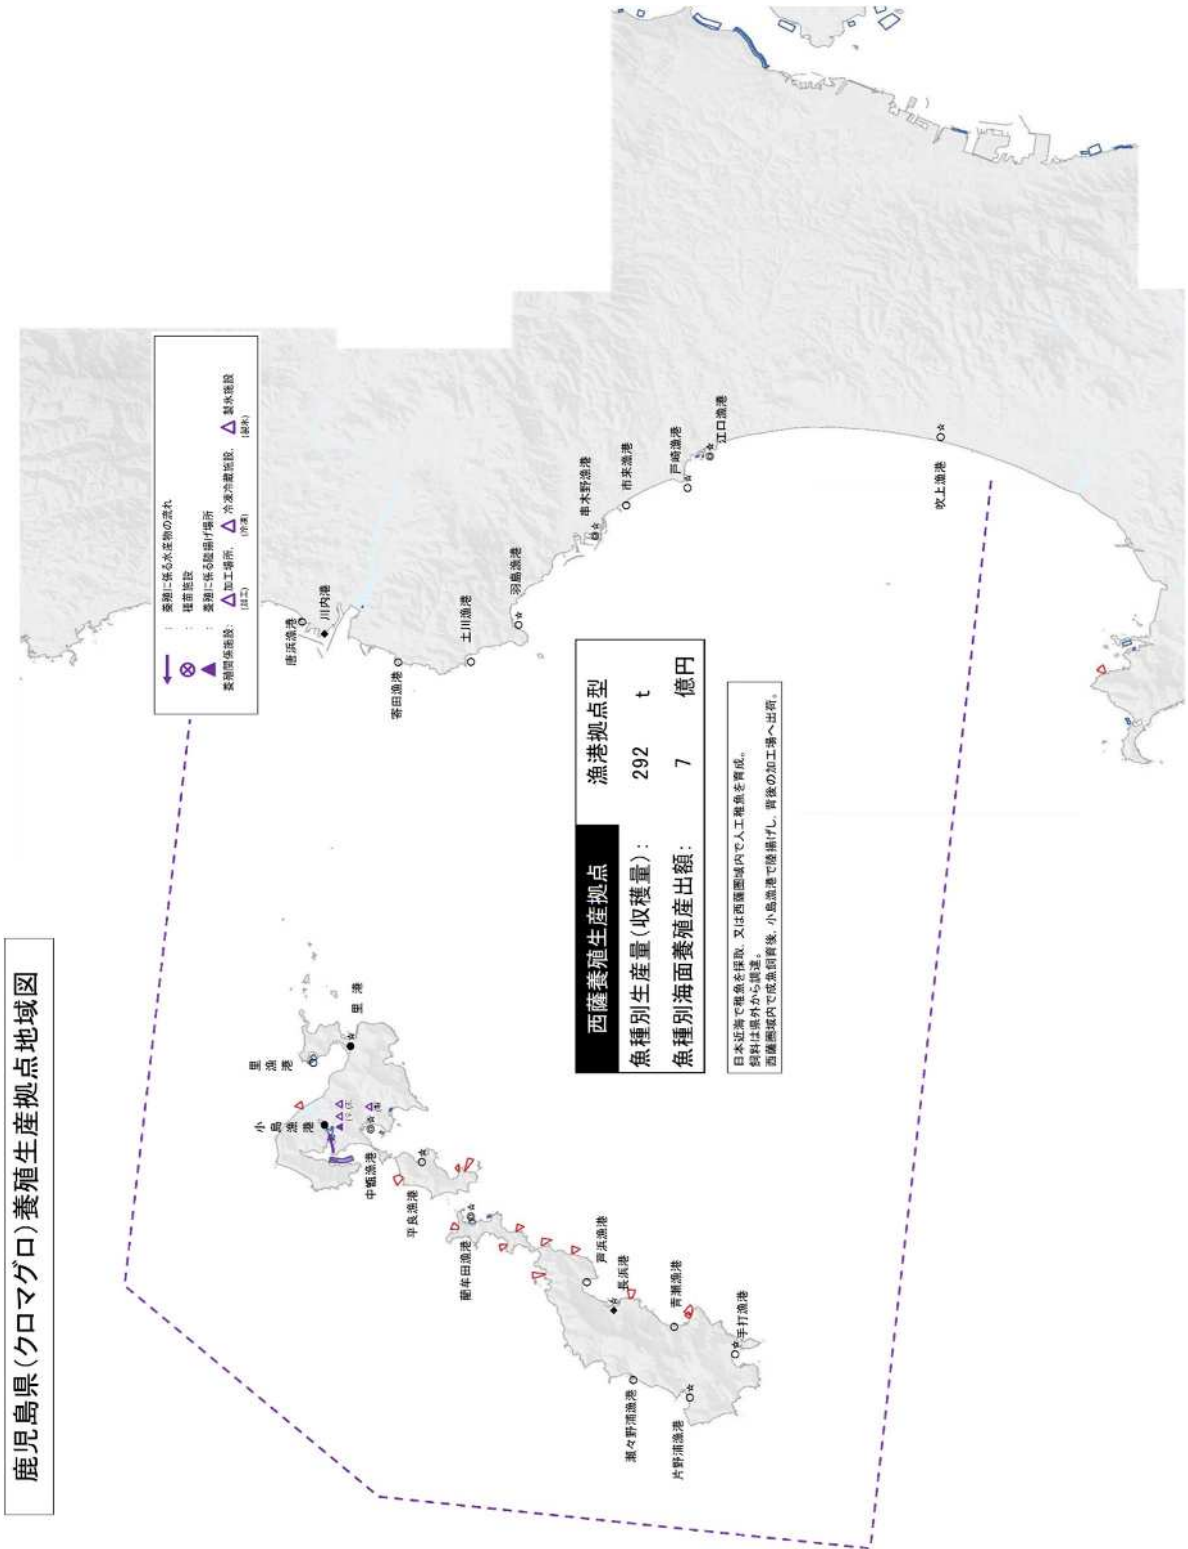 鹿児島県(クロマグロ)養殖生産拠点地域図
: 養殖に係る水産物の流れ
: 種苗施設
: 養殖に係る陸揚げ場所
養殖関係施設: 加工場所, 冷凍冷蔵施設, 製氷施設
(加工) (冷凍) (製氷)
唐浜漁港
川内港
寄田漁港
土川漁港
羽島漁港
串木野漁港
市来漁港
戸崎漁港
江口漁港
吹上漁港
里漁港
里港
小島漁港
中甑漁港
平良漁港
藺牟田漁港
芦浜漁港
長浜港
青瀬漁港
手打漁港
瀬々野浦漁港
片野浦漁港
西薩養殖生産拠点 漁港拠点型
魚種別生産量(収穫量): 292 t
魚種別海面養殖産出額: 7 億円
日本近海で稚魚を採取、又は西薩圏域内で人工稚魚を育成。
飼料は県外から調達。
西薩圏域内で成魚飼育後、小島漁港で陸揚げし、背後の加工場へ出荷。